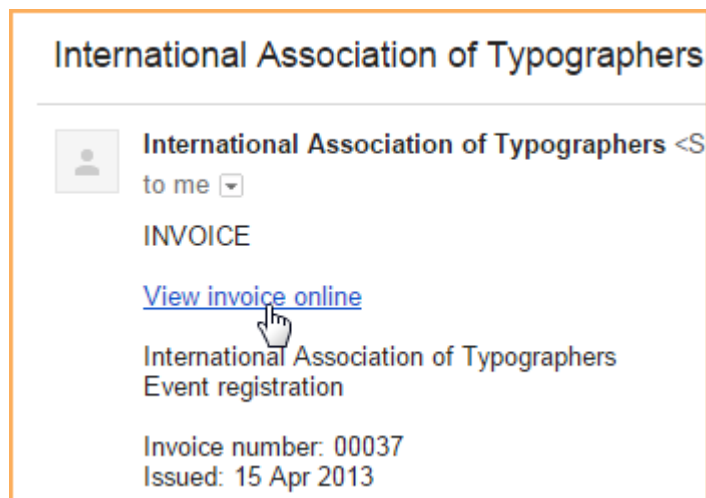 International Association of Typographers
International Association of Typographers <S
to me
INVOICE
View invoice online
International Association of Typographers
Event registration
Invoice number: 00037
Issued: 15 Apr 2013